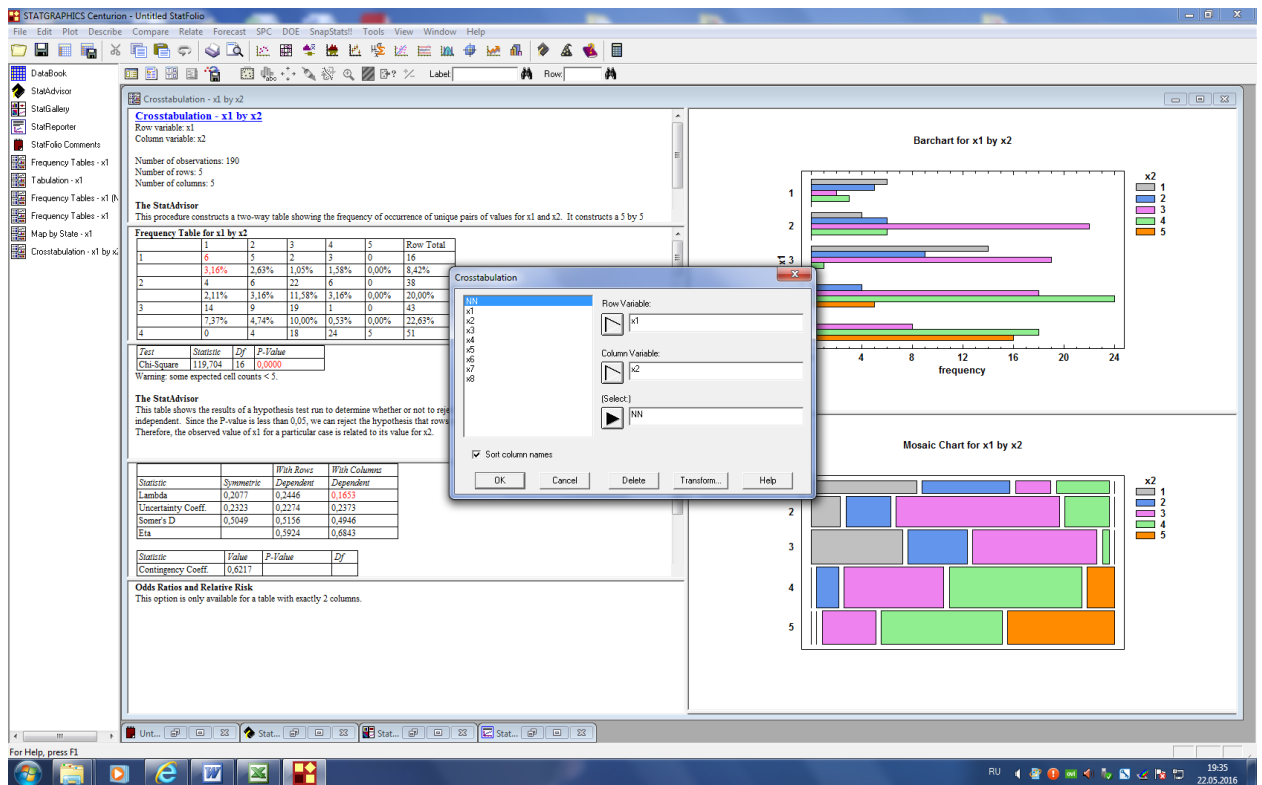 STATGRAPHICS Centurion - Untitled StatFolio
File Edit Plot Describe Compare Relate Forecast SPC DOE SnapStats!! Tools View Window Help
Label: Row:
DataBook
StatAdvisor
StatGallery
StatReporter
StatFolio Comments
Frequency Tables - x1
Tabulation - x1
Frequency Tables - x1 (N
Frequency Tables - x1
Map by State - x1
Crosstabulation - x1 by x
Crosstabulation - x1 by x2
Crosstabulation - x1 by x2
Row variable: x1
Column variable: x2
Number of observations: 190
Number of rows: 5
Number of columns: 5
The StatAdvisor
This procedure constructs a two-way table showing the frequency of occurrence of unique pairs of values for x1 and x2. It constructs a 5 by 5
Frequency Table for x1 by x2
1 2 3 4 5 Row Total
1 6 5 2 3 0 16
3,16% 2,63% 1,05% 1,58% 0,00% 8,42%
2 4 6 22 6 0 38
2,11% 3,16% 11,58% 3,16% 0,00% 20,00%
3 14 9 19 1 0 43
7,37% 4,74% 10,00% 0,53% 0,00% 22,63%
4 0 4 18 24 5 51
Test Statistic Df P-Value
Chi-Square 119,704 16 0,0000
Warning: some expected cell counts < 5.
The StatAdvisor
This table shows the results of a hypothesis test run to determine whether or not to reje
independent. Since the P-value is less than 0,05, we can reject the hypothesis that rows
Therefore, the observed value of x1 for a particular case is related to its value for x2.
With Rows With Columns
Statistic Symmetric Dependent Dependent
Lambda 0,2077 0,2446 0,1653
Uncertainty Coeff. 0,2323 0,2274 0,2373
Somer's D 0,5049 0,5156 0,4946
Eta 0,5924 0,6843
Statistic Value P-Value Df
Contingency Coeff. 0,6217
Odds Ratios and Relative Risk
This option is only available for a table with exactly 2 columns.
Crosstabulation
NN
x1
x2
x3
x4
x5
x6
x7
x8
Row Variable:
x1
Column Variable:
x2
(Select:)
NN
Sort column names
OK Cancel Delete Transform... Help
Barchart for x1 by x2
x1
1
2
3
4 8 12 16 20 24
frequency
x2
1
2
3
4
5
Mosaic Chart for x1 by x2
2
3
4
5
x2
1
2
3
4
5
Unt... Stat... Stat... Stat...
For Help, press F1
RU
19:35
22.05.2016